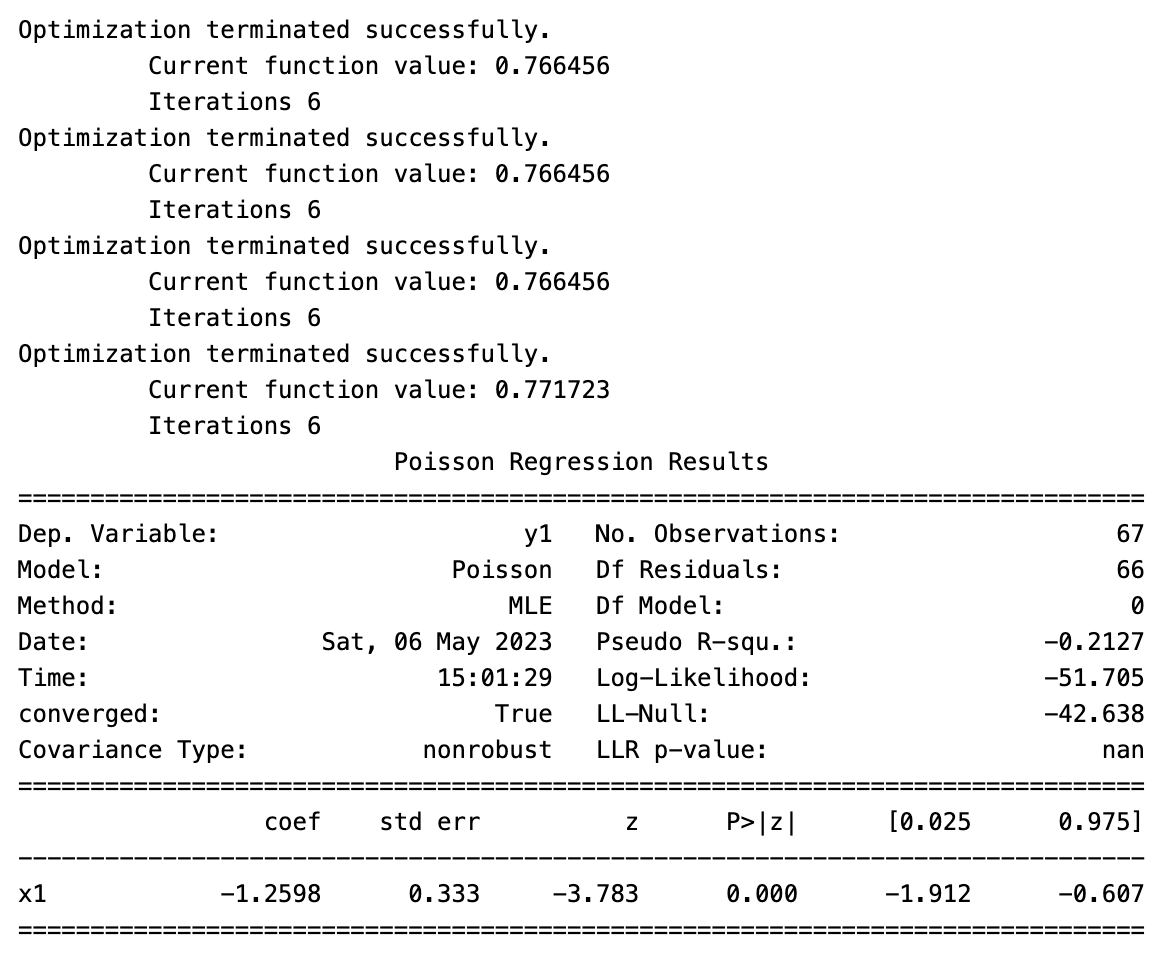 Optimization terminated successfully.
         Current function value: 0.766456
         Iterations 6
Optimization terminated successfully.
         Current function value: 0.766456
         Iterations 6
Optimization terminated successfully.
         Current function value: 0.766456
         Iterations 6
Optimization terminated successfully.
         Current function value: 0.771723
         Iterations 6
                          Poisson Regression Results
==============================================================================
Dep. Variable:                     y1   No. Observations:                   67
Model:                        Poisson   Df Residuals:                       66
Method:                           MLE   Df Model:                            0
Date:                Sat, 06 May 2023   Pseudo R-squ.:                 -0.2127
Time:                        15:01:29   Log-Likelihood:                -51.705
converged:                       True   LL-Null:                       -42.638
Covariance Type:            nonrobust   LLR p-value:                       nan
==============================================================================
                 coef    std err          z      P>|z|      [0.025      0.975]
------------------------------------------------------------------------------
x1            -1.2598      0.333     -3.783      0.000      -1.912      -0.607
==============================================================================